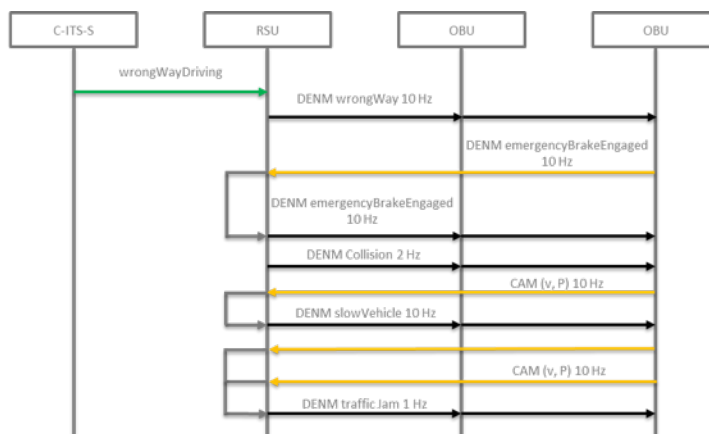 C-ITS-S
RSU
OBU
OBU
wrongWayDriving
DENM wrongWay 10 Hz
DENM emergencyBrakeEngaged
10 Hz
DENM emergencyBrakeEngaged
10 Hz
DENM Collision 2 Hz
CAM (v, P) 10 Hz
DENM slowVehicle 10 Hz
CAM (v, P) 10 Hz
DENM traffic Jam 1 Hz